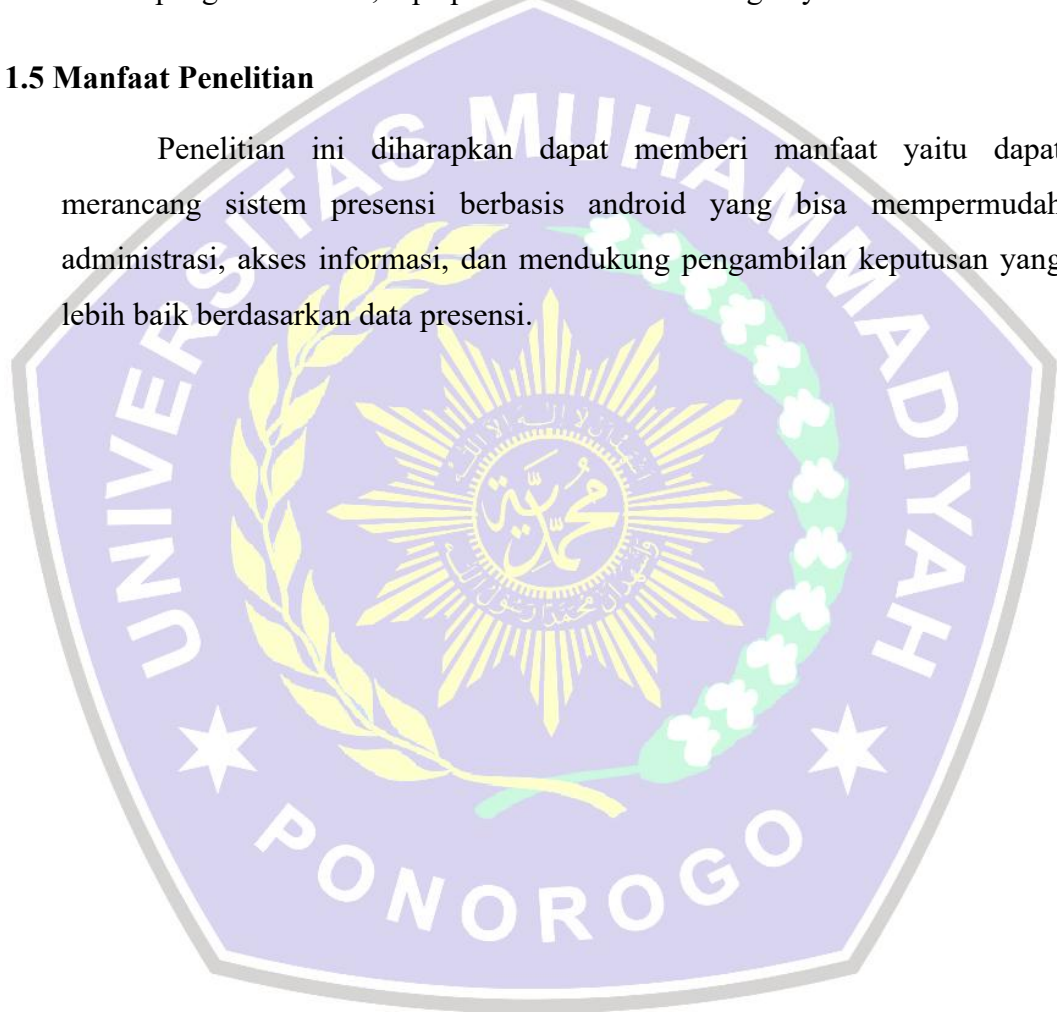 1.5 Manfaat Penelitian
Penelitian ini diharapkan dapat memberi manfaat yaitu dapat
merancang sistem presensi berbasis android yang bisa mempermudah
administrasi, akses informasi, dan mendukung pengambilan keputusan yang
lebih baik berdasarkan data presensi.
UNIVERSITAS MUHAMMADIYAH
PONOROGO